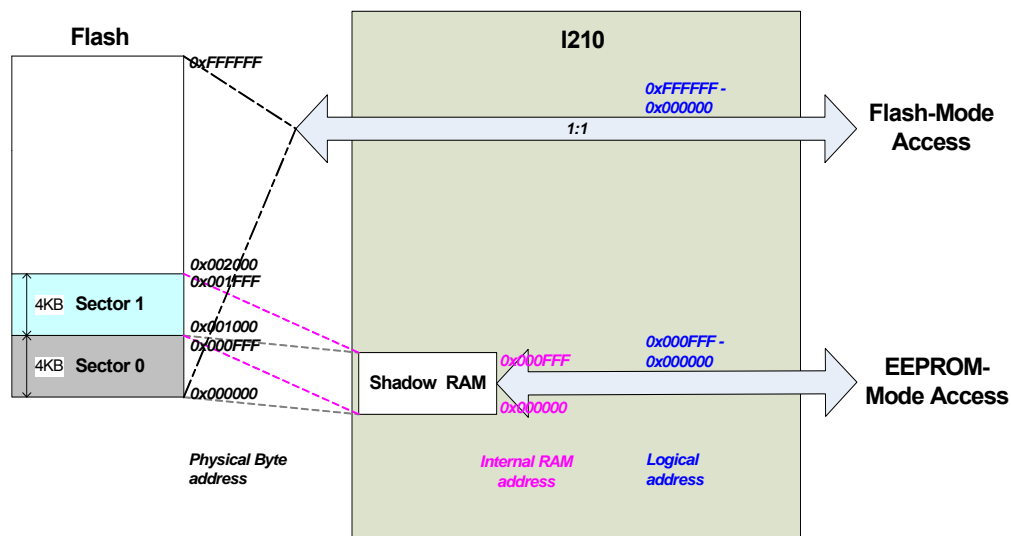 Flash
I210
0xFFFFFF
0xFFFFFF -
0x000000
1:1
Flash-Mode
Access
0x002000
0x001FFF
4KB Sector 1
0x001000
0x000FFF
4KB Sector 0
0x000000
Shadow RAM
0x000FFF
0x000000
0x000FFF -
0x000000
EEPROM-
Mode Access
Physical Byte
address
Internal RAM
address
Logical
address